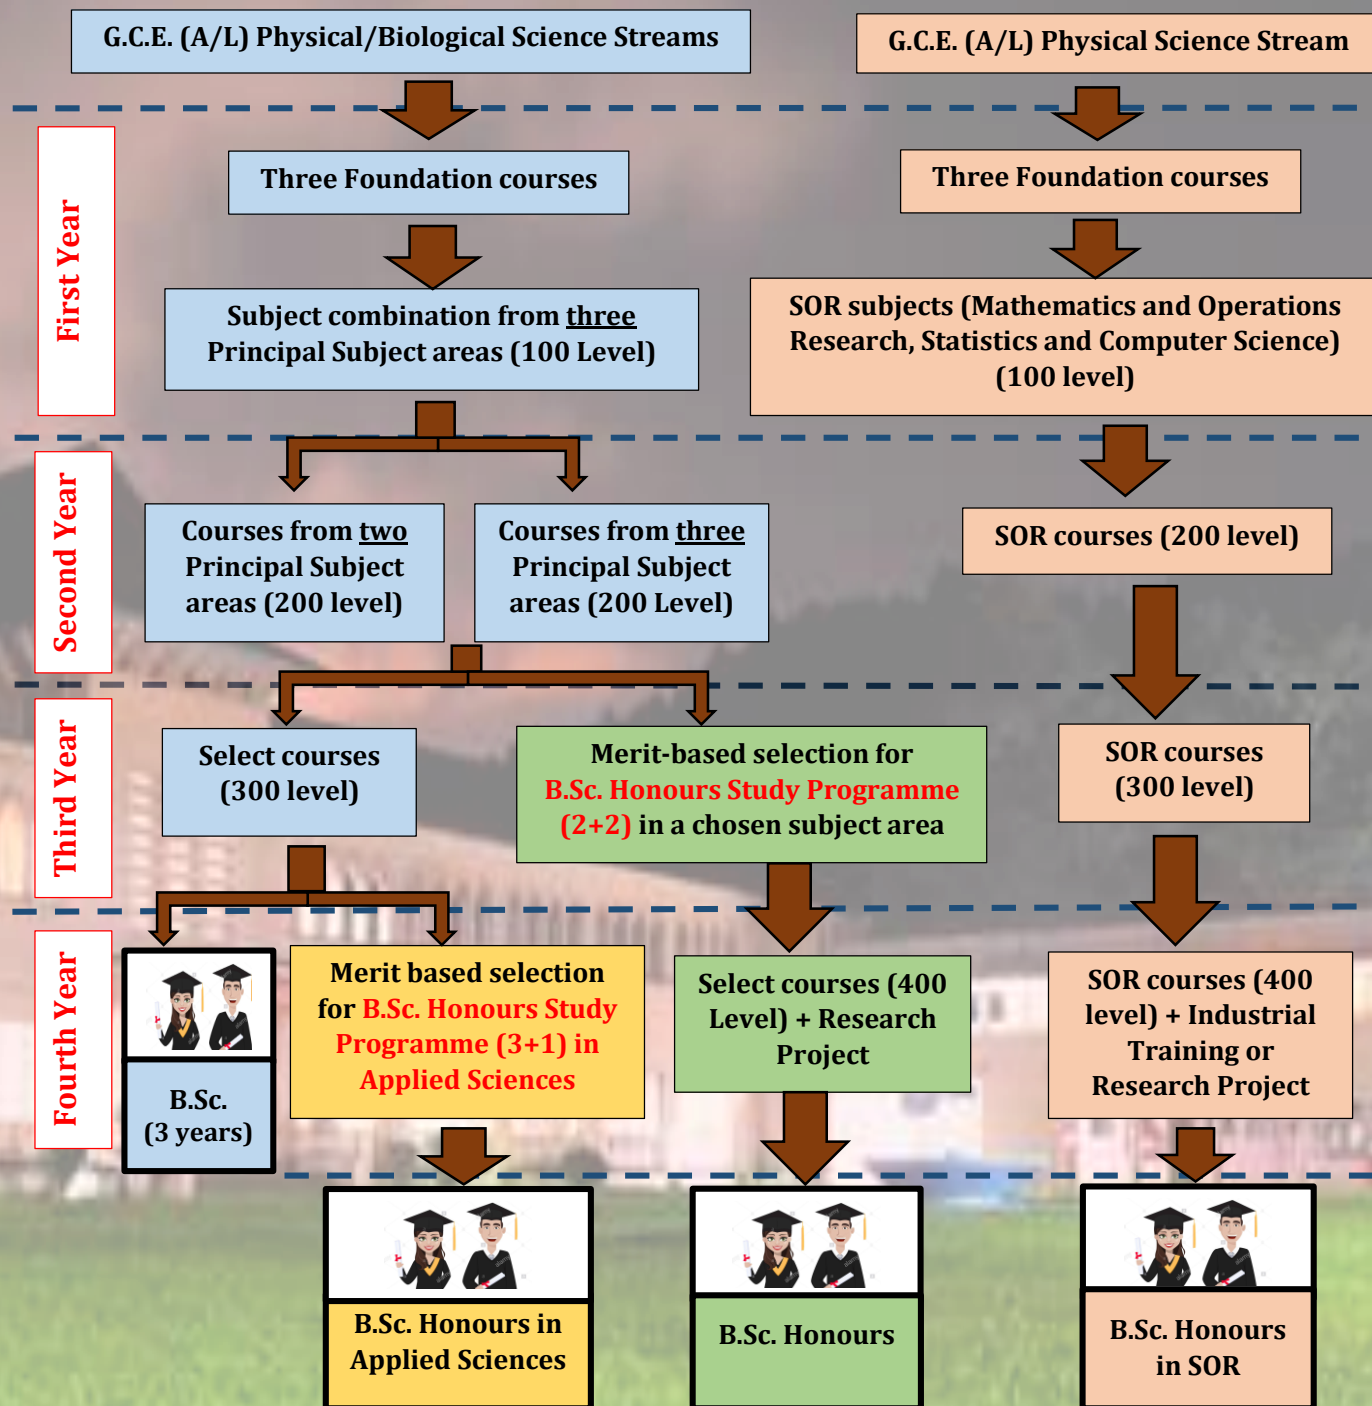 G.C.E. (A/L) Physical/Biological Science Streams
G.C.E. (A/L) Physical Science Stream
First Year
Three Foundation courses
Three Foundation courses
Subject combination from three
Principal Subject areas (100 Level)
SOR subjects (Mathematics and Operations
Research, Statistics and Computer Science)
(100 level)
Second Year
Courses from two
Principal Subject
areas (200 level)
Courses from three
Principal Subject
areas (200 Level)
SOR courses (200 level)
Third Year
Select courses
(300 level)
Merit-based selection for
B.Sc. Honours Study Programme
(2+2) in a chosen subject area
SOR courses
(300 level)
Fourth Year
B.Sc.
(3 years)
Merit based selection
for B.Sc. Honours Study
Programme (3+1) in
Applied Sciences
Select courses (400
Level) + Research
Project
SOR courses (400
level) + Industrial
Training or
Research Project
B.Sc. Honours in
Applied Sciences
B.Sc. Honours
B.Sc. Honours
in SOR